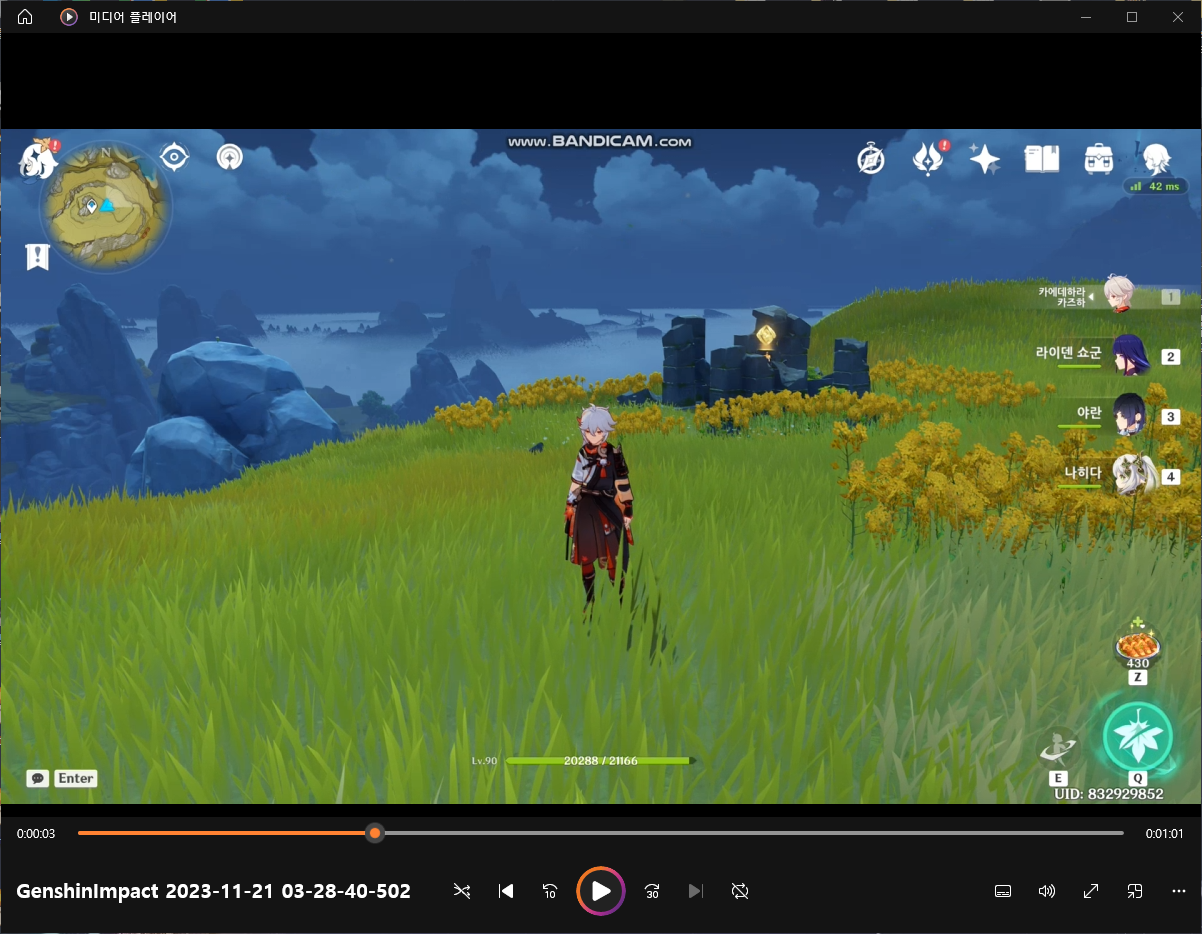 미디어 플레이어
www.BANDICAM.com
N
42 ms
카에데하라
카즈하
1
라이덴 쇼군
2
야란
3
나히다
4
430
Z
Lv.90
20288 / 21166
Enter
E
Q
UID: 832929852
0:00:03
0:01:01
GenshinImpact 2023-11-21 03-28-40-502
10
30